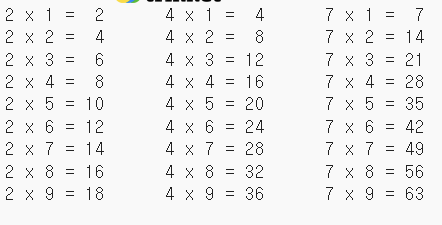 2 x 1 =  2      4 x 1 =  4      7 x 1 =  7
2 x 2 =  4      4 x 2 =  8      7 x 2 = 14
2 x 3 =  6      4 x 3 = 12      7 x 3 = 21
2 x 4 =  8      4 x 4 = 16      7 x 4 = 28
2 x 5 = 10      4 x 5 = 20      7 x 5 = 35
2 x 6 = 12      4 x 6 = 24      7 x 6 = 42
2 x 7 = 14      4 x 7 = 28      7 x 7 = 49
2 x 8 = 16      4 x 8 = 32      7 x 8 = 56
2 x 9 = 18      4 x 9 = 36      7 x 9 = 63